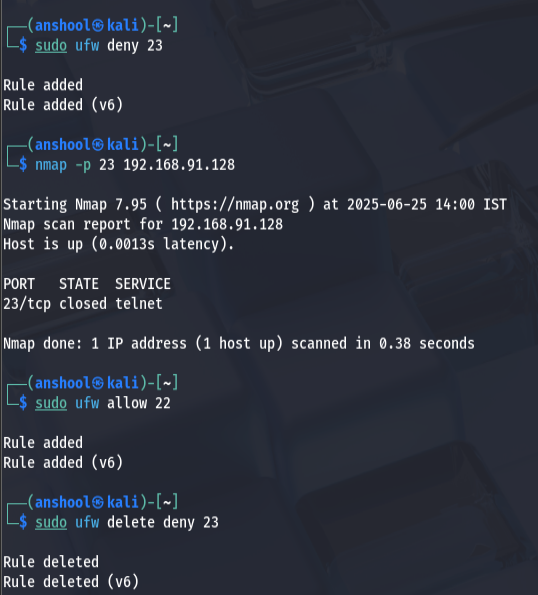 ┌──(anshool㉿kali)-[~]
└─$ sudo ufw deny 23
Rule added
Rule added (v6)
┌──(anshool㉿kali)-[~]
└─$ nmap -p 23 192.168.91.128
Starting Nmap 7.95 ( https://nmap.org ) at 2025-06-25 14:00 IST
Nmap scan report for 192.168.91.128
Host is up (0.0013s latency).
PORT   STATE  SERVICE
23/tcp closed telnet
Nmap done: 1 IP address (1 host up) scanned in 0.38 seconds
┌──(anshool㉿kali)-[~]
└─$ sudo ufw allow 22
Rule added
Rule added (v6)
┌──(anshool㉿kali)-[~]
└─$ sudo ufw delete deny 23
Rule deleted
Rule deleted (v6)